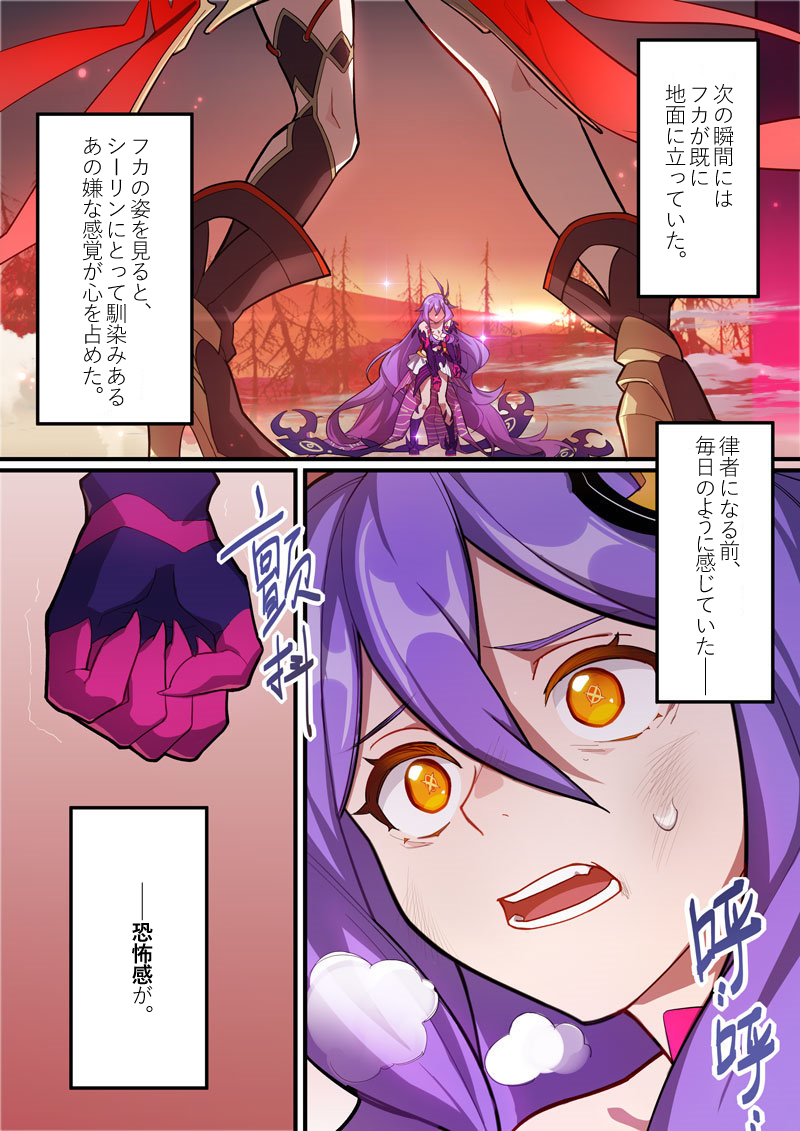 次の瞬間には
フカが既に
地面に立っていた。
フカの姿を見ると、
シーリンにとって馴染みある
あの嫌な感覚が心を占めた。
律者になる前、
毎日のように感じていた——
颤抖
呼…呼…
——恐怖感が。